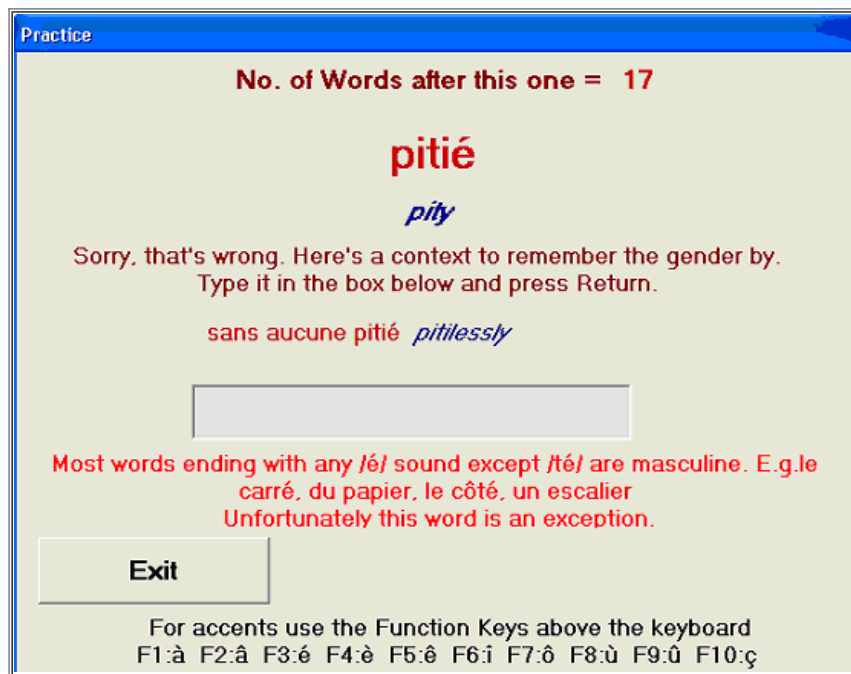 Practice
No. of Words after this one = 17
pitié
pity
Sorry, that's wrong. Here's a context to remember the gender by.
Type it in the box below and press Return.
sans aucune pitié pitilessly
Most words ending with any /é/ sound except /té/ are masculine. E.g.le
carré, du papier, le côté, un escalier
Unfortunately this word is an exception.
Exit
For accents use the Function Keys above the keyboard
F1:à F2:â F3:é F4:è F5:ê F6:î F7:ô F8:ù F9:û F10:ç